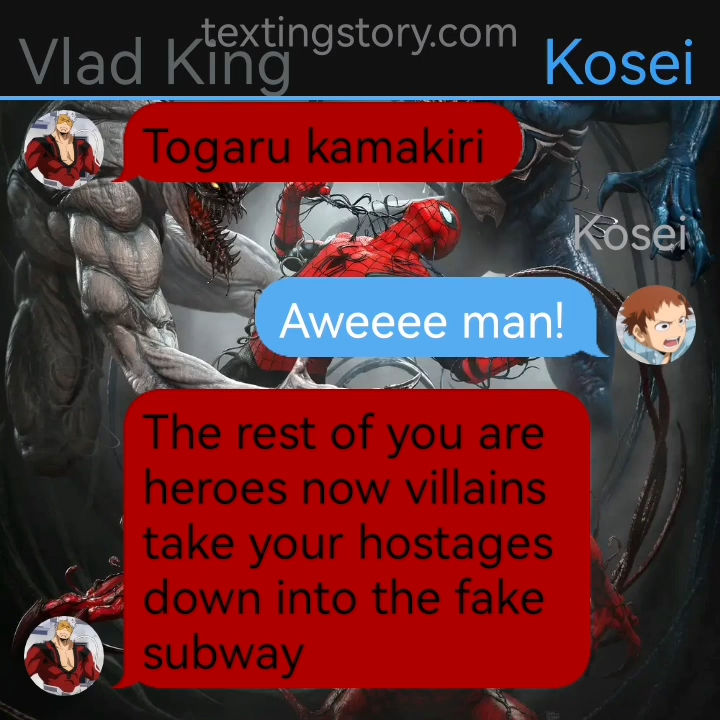 textingstory.com
Vlad King
Kosei
Togaru kamakiri
Kosei
Aweeee man!
The rest of you are
heroes now villains
take your hostages
down into the fake
subway